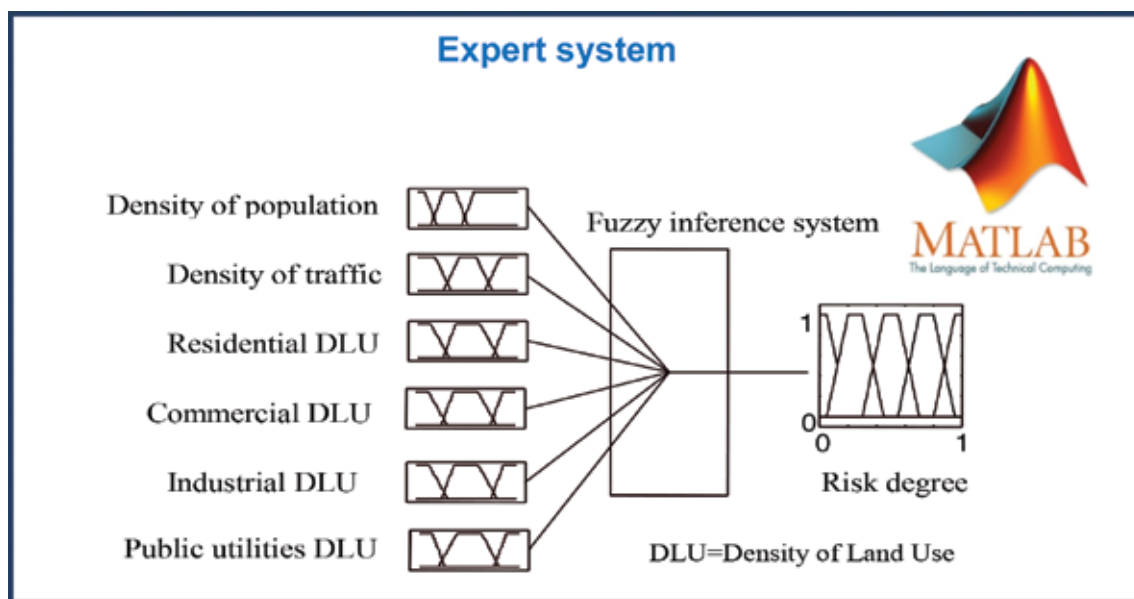 Expert system
MATLAB
The Language of Technical Computing
Density of population
Fuzzy inference system
Density of traffic
Residential DLU
Commercial DLU
Industrial DLU
Public utilities DLU
1
0
0
1
Risk degree
DLU=Density of Land Use